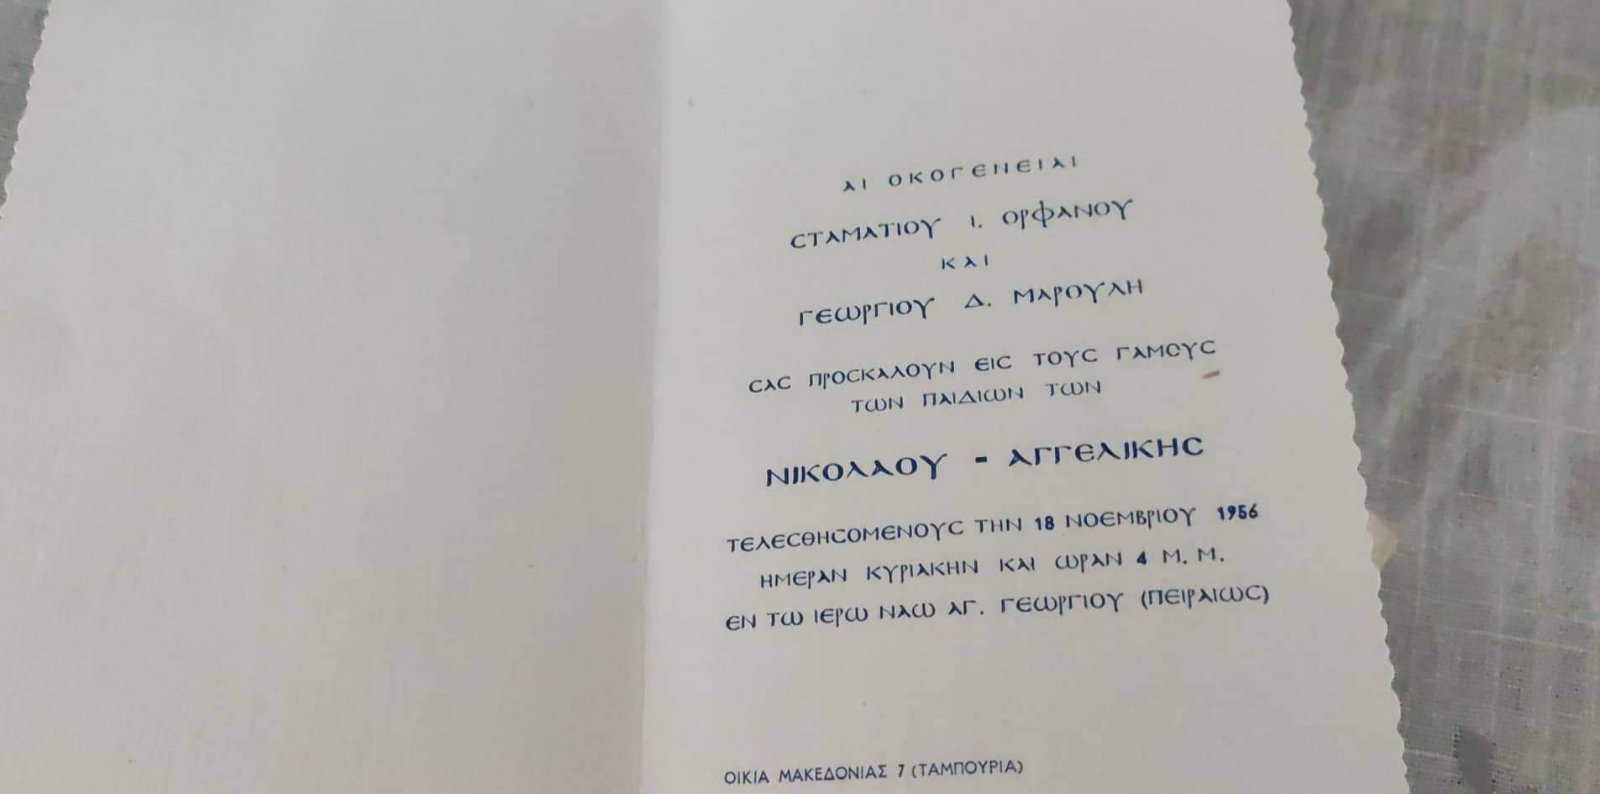 ΑΙ ΟΚΟΓΕΝΕΙΑΙ
ΣΤΑΜΑΤΙΟΥ Ι. ΟΡΦΑΝΟΥ
ΚΑΙ
ΓΕΩΡΓΙΟΥ Δ. ΜΑΡΟΥΛΗ
ΣΑΣ ΠΡΟΣΚΑΛΟΥΝ ΕΙΣ ΤΟΥΣ ΓΑΜΟΥΣ
ΤΩΝ ΠΑΙΔΙΩΝ ΤΩΝ
ΝΙΚΟΛΑΟΥ - ΑΓΓΕΛΙΚΗΣ
ΤΕΛΕΣΘΗΣΟΜΕΝΟΥΣ ΤΗΝ 18 ΝΟΕΜΒΡΙΟΥ 1956
ΗΜΕΡΑΝ ΚΥΡΙΑΚΗΝ ΚΑΙ ΩΡΑΝ 4 Μ. Μ.
ΕΝ ΤΩ ΙΕΡΩ ΝΑΩ ΑΓ. ΓΕΩΡΓΙΟΥ (ΠΕΙΡΑΙΩΣ)
ΟΙΚΙΑ ΜΑΚΕΔΟΝΙΑΣ 7 (ΤΑΜΠΟΥΡΙΑ)